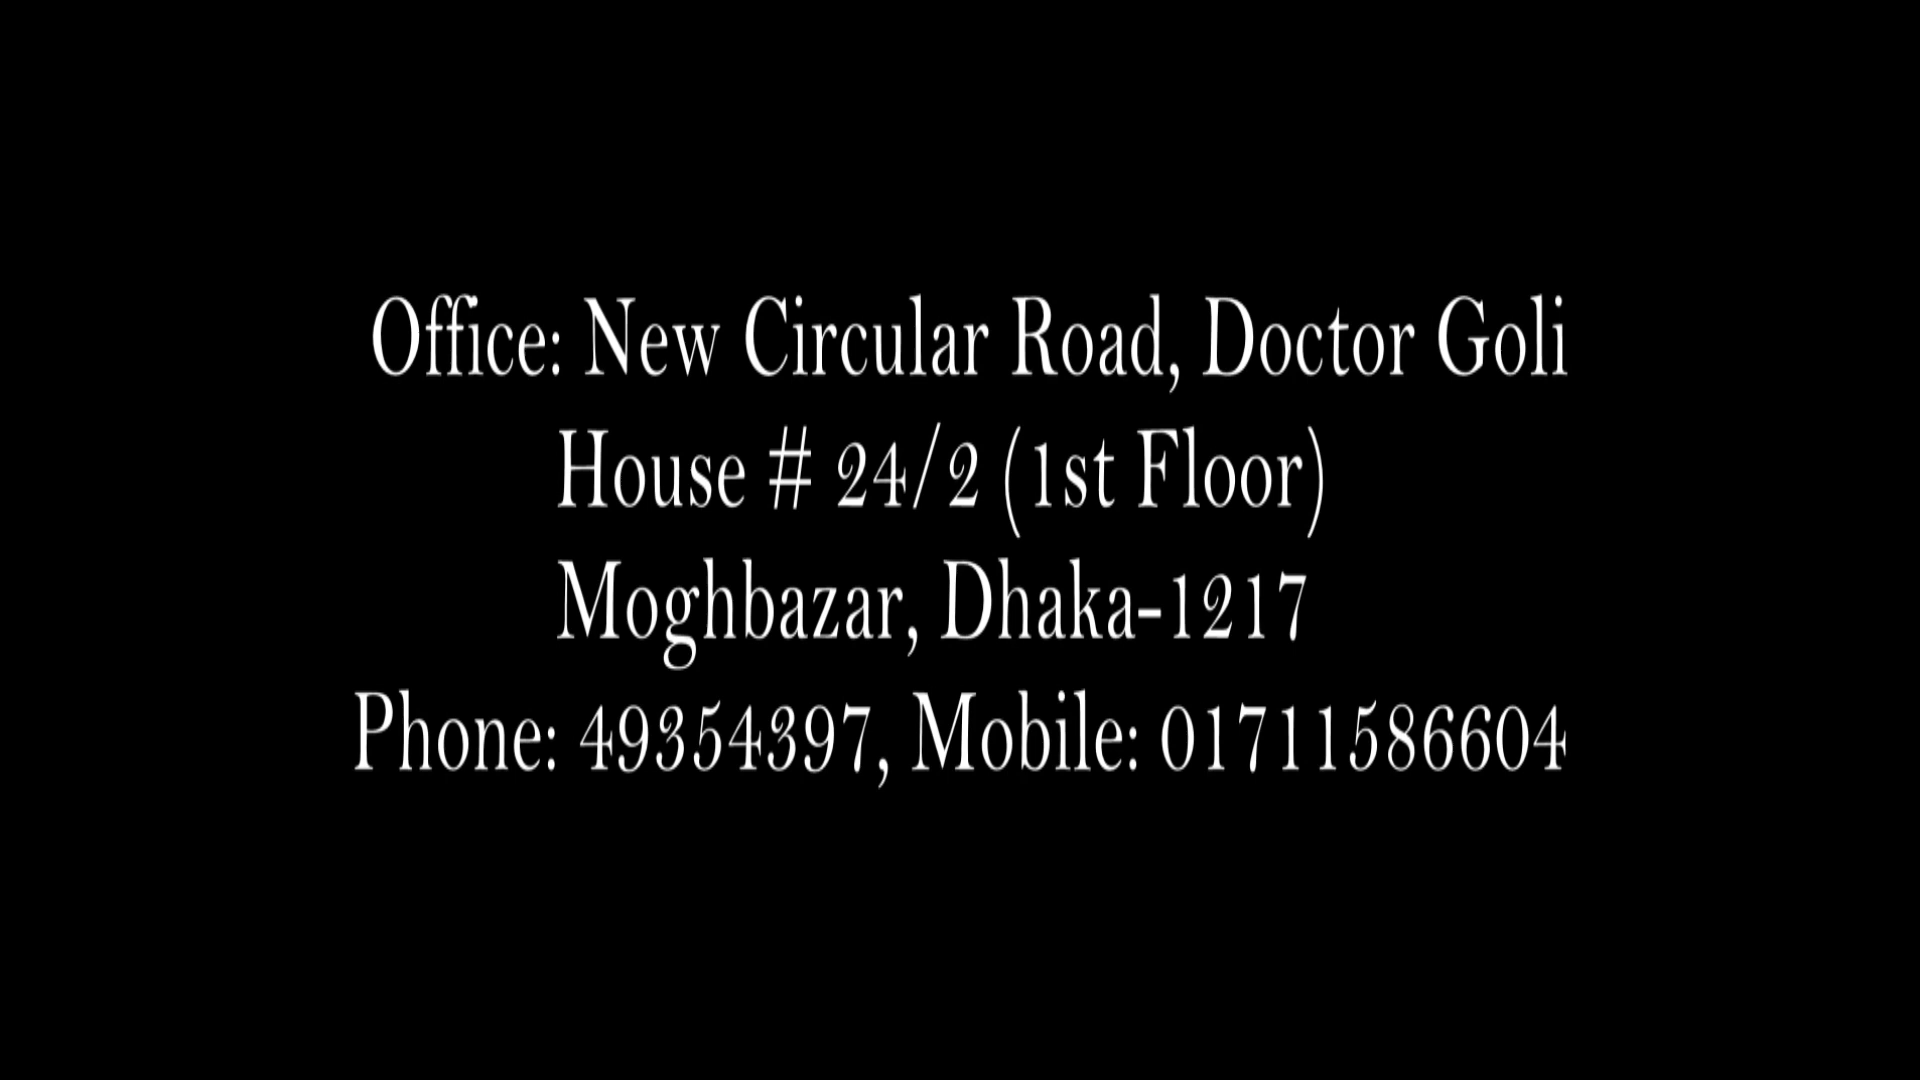 Office: New Circular Road, Doctor Goli
House # 24/2 (1st Floor)
Moghbazar, Dhaka-1217
Phone: 49354397, Mobile: 01711586604